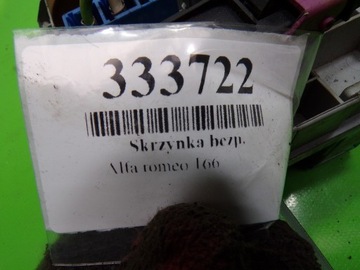 333722
Skrzynka bezp.
Alfa romeo 166